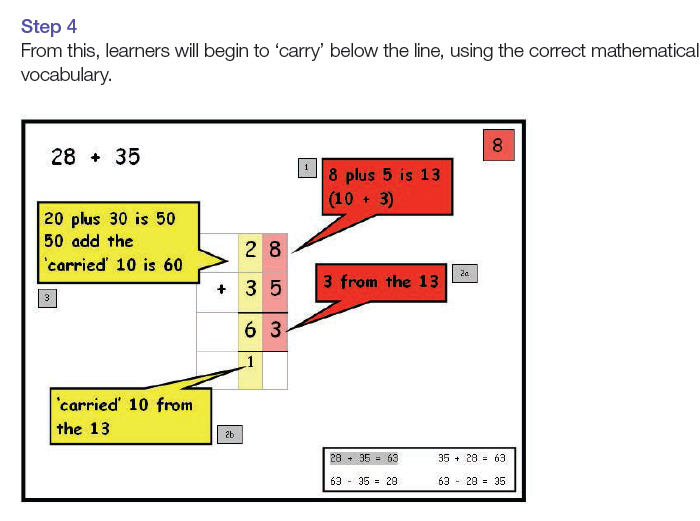 Step 4
From this, learners will begin to ‘carry’ below the line, using the correct mathematical
vocabulary.
28 + 35
8
1
8 plus 5 is 13
(10 + 3)
20 plus 30 is 50
50 add the
‘carried’ 10 is 60
3
2 8
+ 3 5
6 3
1
3 from the 13
2a
‘carried’ 10 from
the 13
2b
28 + 35 = 63
35 + 28 = 63
63 - 35 = 28
63 - 28 = 35